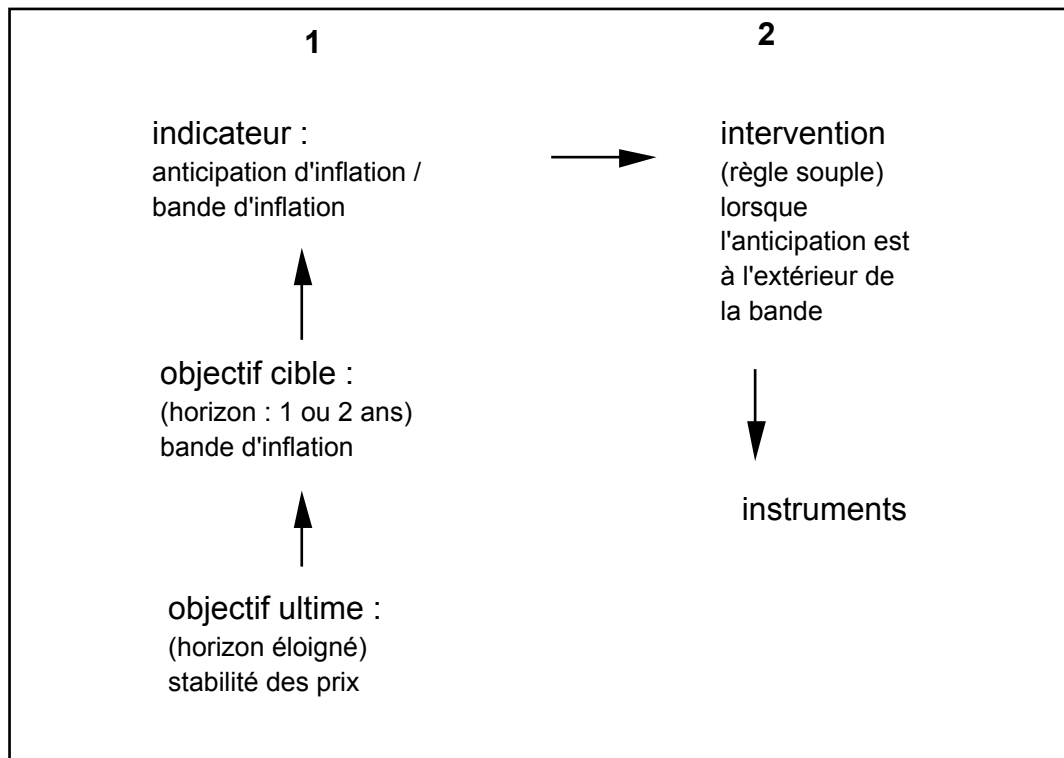 1
2
indicateur :
anticipation d'inflation /
bande d'inflation
objectif cible :
(horizon : 1 ou 2 ans)
bande d'inflation
objectif ultime :
(horizon éloigné)
stabilité des prix
intervention
(règle souple)
lorsque
l'anticipation est
à l'extérieur de
la bande
instruments